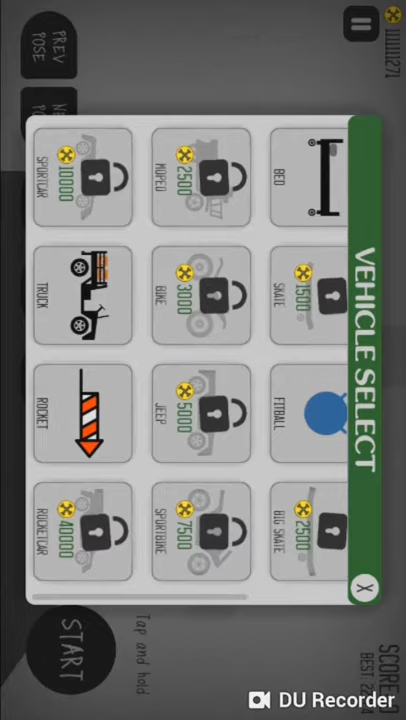 111111271
PREV
POSE
VEHICLE SELECT
X
BED
SKATE
1500
FITBALL
BIG SKATE
2500
MOPED
2500
BIKE
3000
JEEP
5000
SPORTBIKE
7500
SPORTCAR
10000
TRUCK
ROCKET
ROCKETCAR
40000
Tap and hold
START
DU Recorder